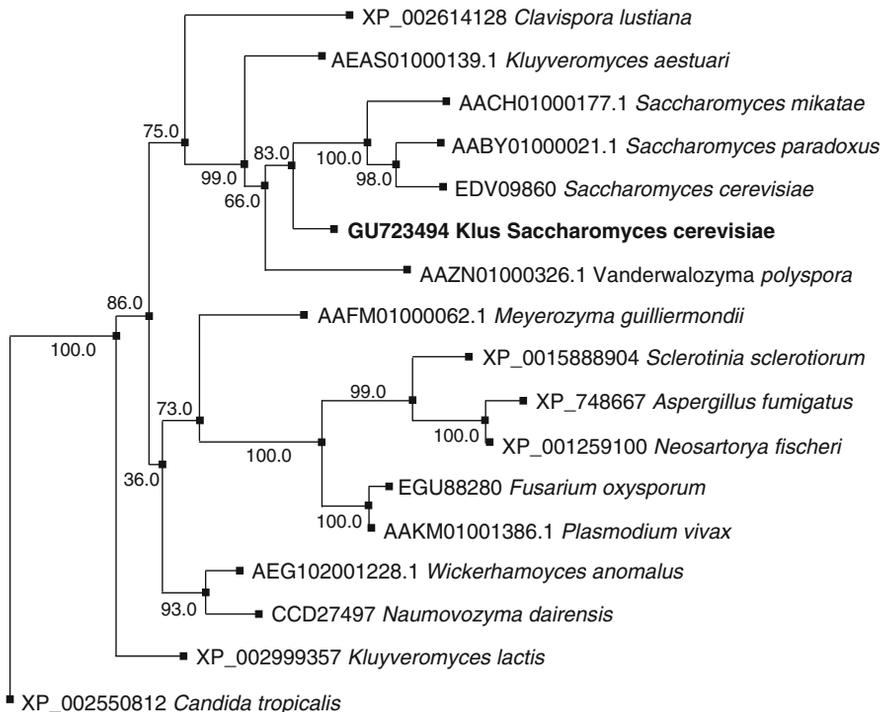 XP_002614128 Clavispora lustiana
AEAS01000139.1 Kluyveromyces aestuari
AACH01000177.1 Saccharomyces mikatae
75.0
AABY01000021.1 Saccharomyces paradoxus
83.0
100.0
99.0
98.0
EDV09860 Saccharomyces cerevisiae
66.0
GU723494 Klus Saccharomyces cerevisiae
AAZN01000326.1 Vanderwalozyma polyspora
86.0
AAFM01000062.1 Meyerozyma guilliermondii
100.0
XP_0015888904 Sclerotinia sclerotiorum
99.0
XP_748667 Aspergillus fumigatus
73.0
100.0
XP_001259100 Neosartorya fischeri
100.0
36.0
EGU88280 Fusarium oxysporum
100.0
AAKM01001386.1 Plasmodium vivax
AEG102001228.1 Wickerhamoyces anomalus
93.0
CCD27497 Naumovozyma dairensis
XP_002999357 Kluyveromyces lactis
XP_002550812 Candida tropicalis